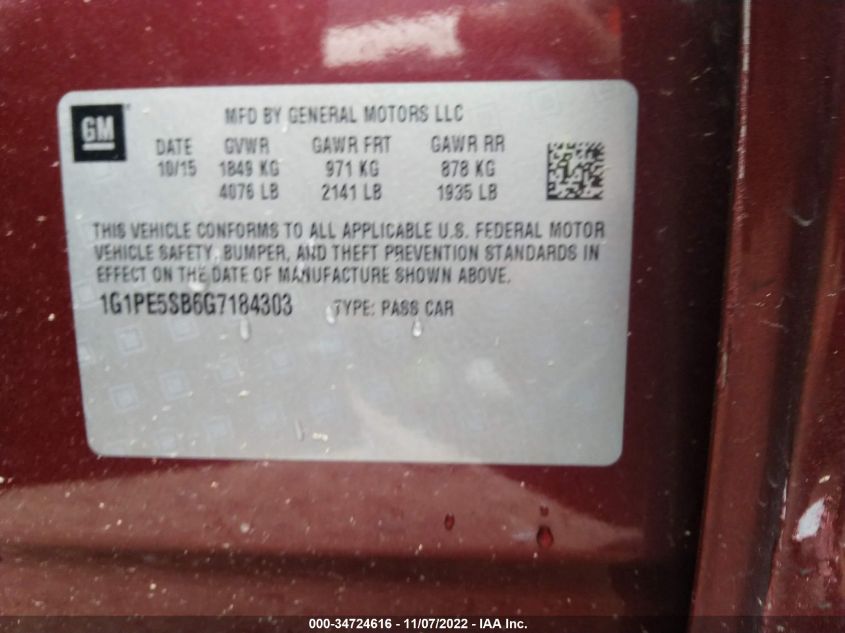 GM
MFD BY GENERAL MOTORS LLC
DATE GVWR GAWR FRT GAWR RR
10/15 1849 KG 971 KG 878 KG
4076 LB 2141 LB 1935 LB
THIS VEHICLE CONFORMS TO ALL APPLICABLE U.S. FEDERAL MOTOR
VEHICLE SAFETY, BUMPER, AND THEFT PREVENTION STANDARDS IN
EFFECT ON THE DATE OF MANUFACTURE SHOWN ABOVE.
1G1PE5SB6G7184303 TYPE: PASS CAR
000-34724616 - 11/07/2022 - IAA Inc.